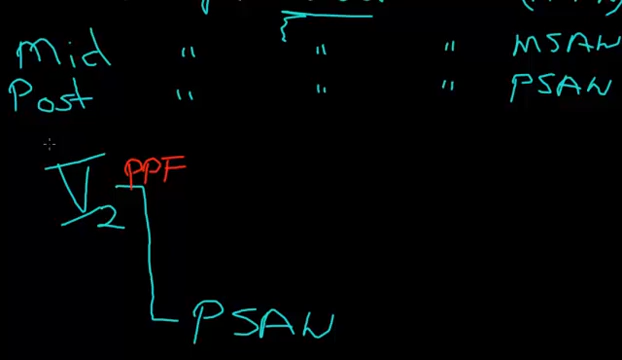 Mid " " " MSAN
Post " " " PSAN
V2 PPF
PSAN